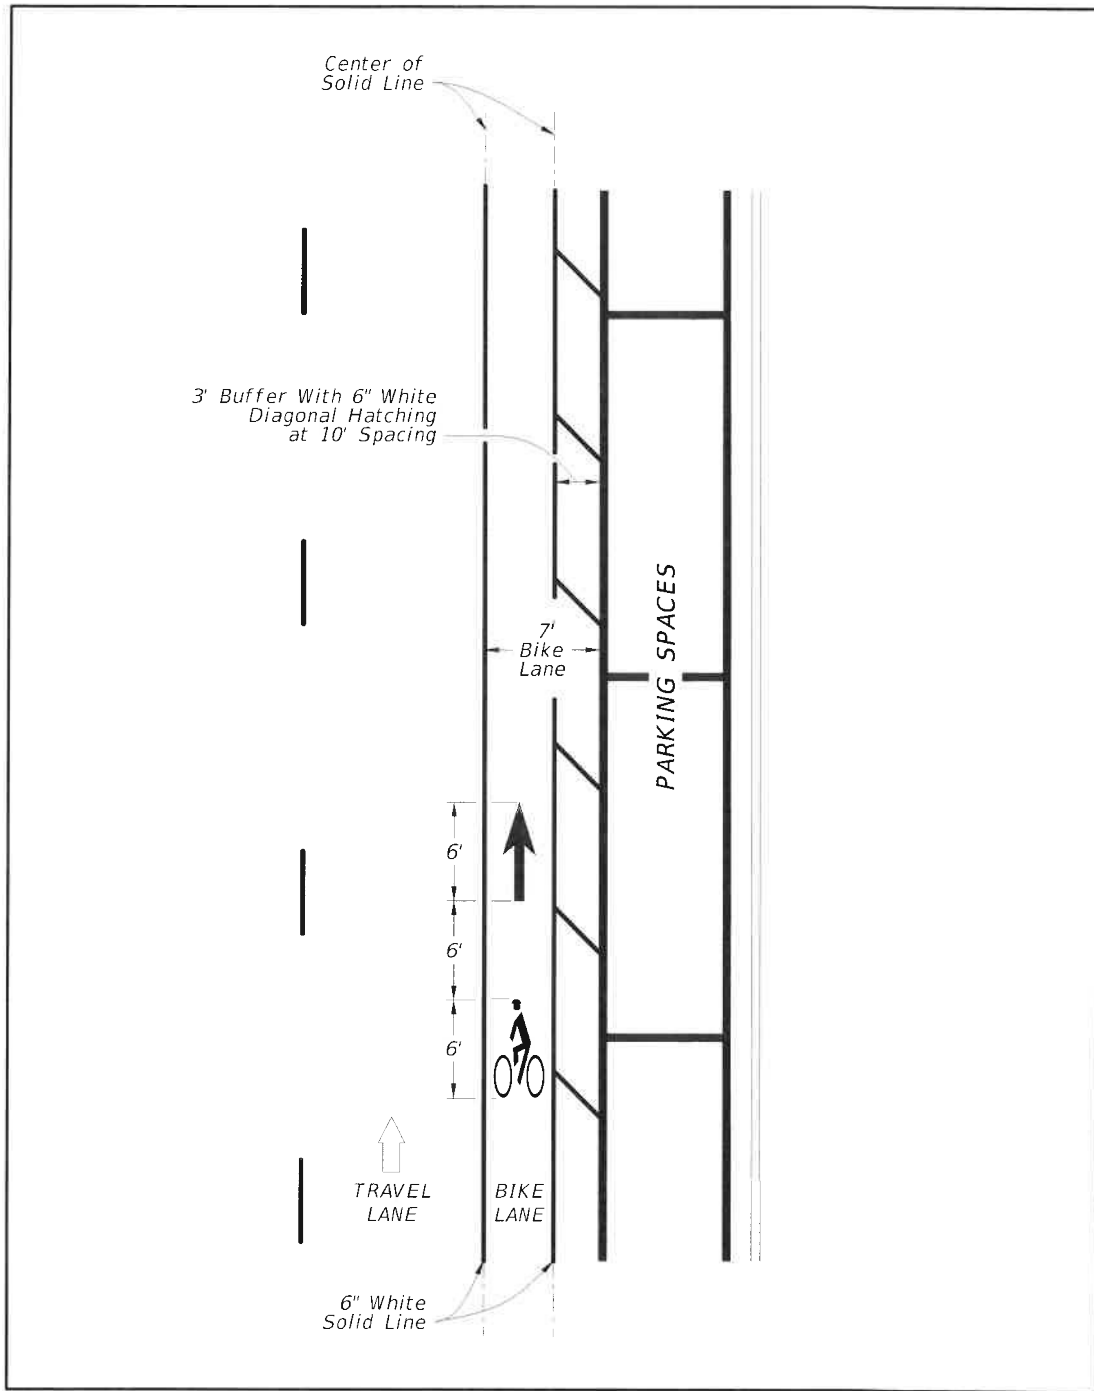 Center of
Solid Line
3' Buffer With 6" White
Diagonal Hatching
at 10' Spacing
7'
Bike
Lane
PARKING SPACES
6'
6'
6'
TRAVEL
LANE
BIKE
LANE
6" White
Solid Line